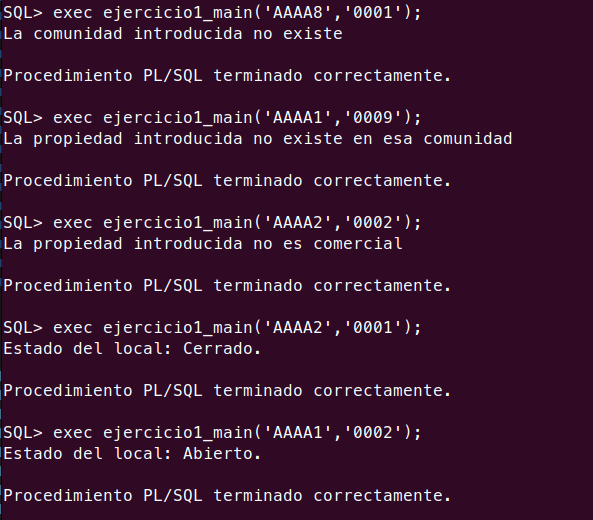 SQL> exec ejercicio1_main('AAAA8','0001');
La comunidad introducida no existe
Procedimiento PL/SQL terminado correctamente.
SQL> exec ejercicio1_main('AAAA1','0009');
La propiedad introducida no existe en esa comunidad
Procedimiento PL/SQL terminado correctamente.
SQL> exec ejercicio1_main('AAAA2','0002');
La propiedad introducida no es comercial
Procedimiento PL/SQL terminado correctamente.
SQL> exec ejercicio1_main('AAAA2','0001');
Estado del local: Cerrado.
Procedimiento PL/SQL terminado correctamente.
SQL> exec ejercicio1_main('AAAA1','0002');
Estado del local: Abierto.
Procedimiento PL/SQL terminado correctamente.